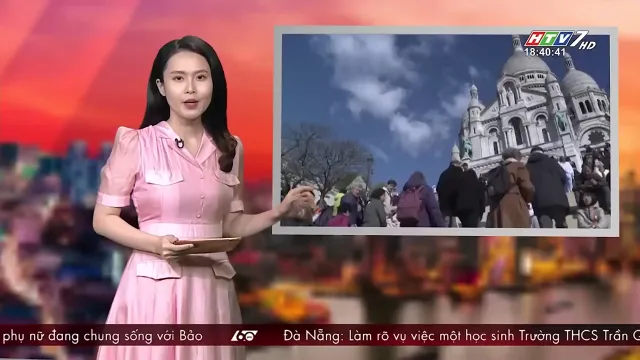 HTV7 HD
18:40:41
phụ nữ đang chung sống với Bảo 60 Đà Nẵng: Làm rõ vụ việc một học sinh Trường THCS Trần C